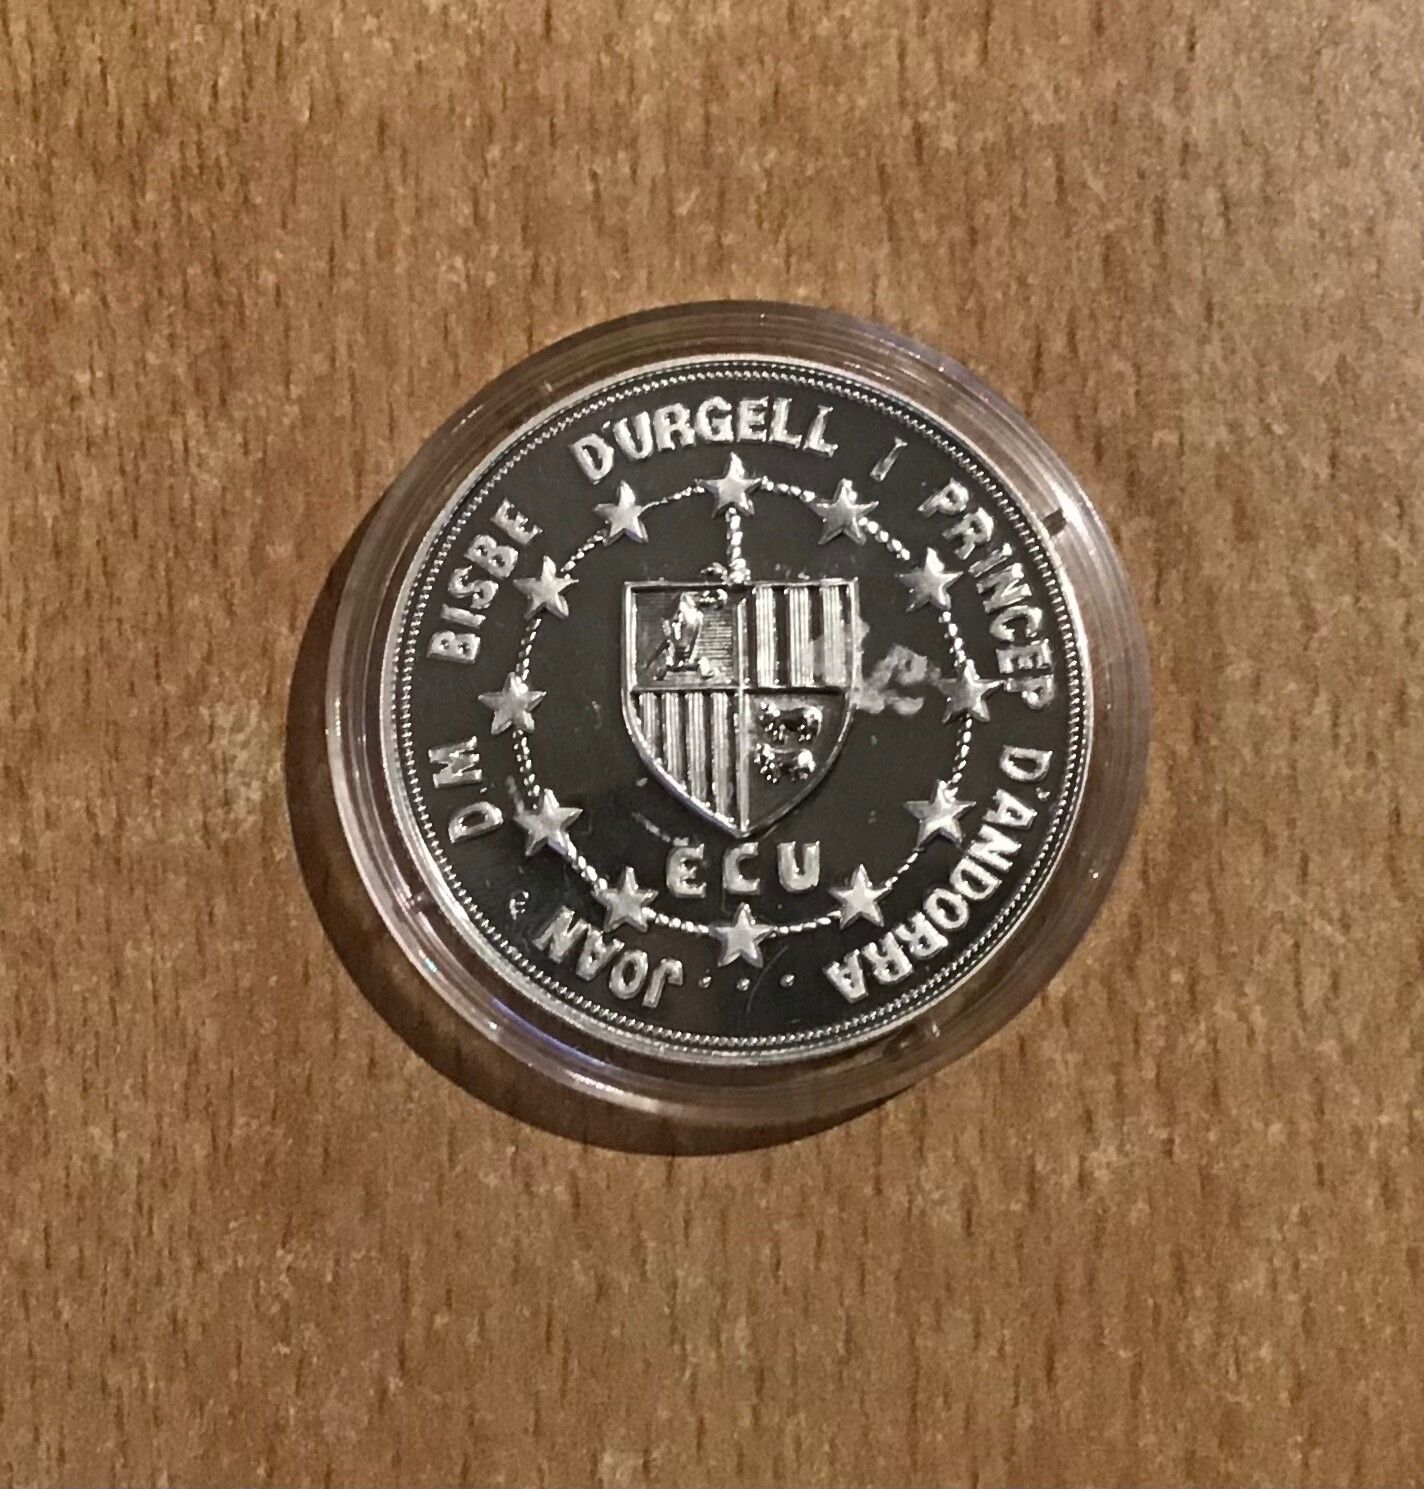 JOAN D.M BISBE D'URGELL I PRINCEP D'ANDORRA
ECU